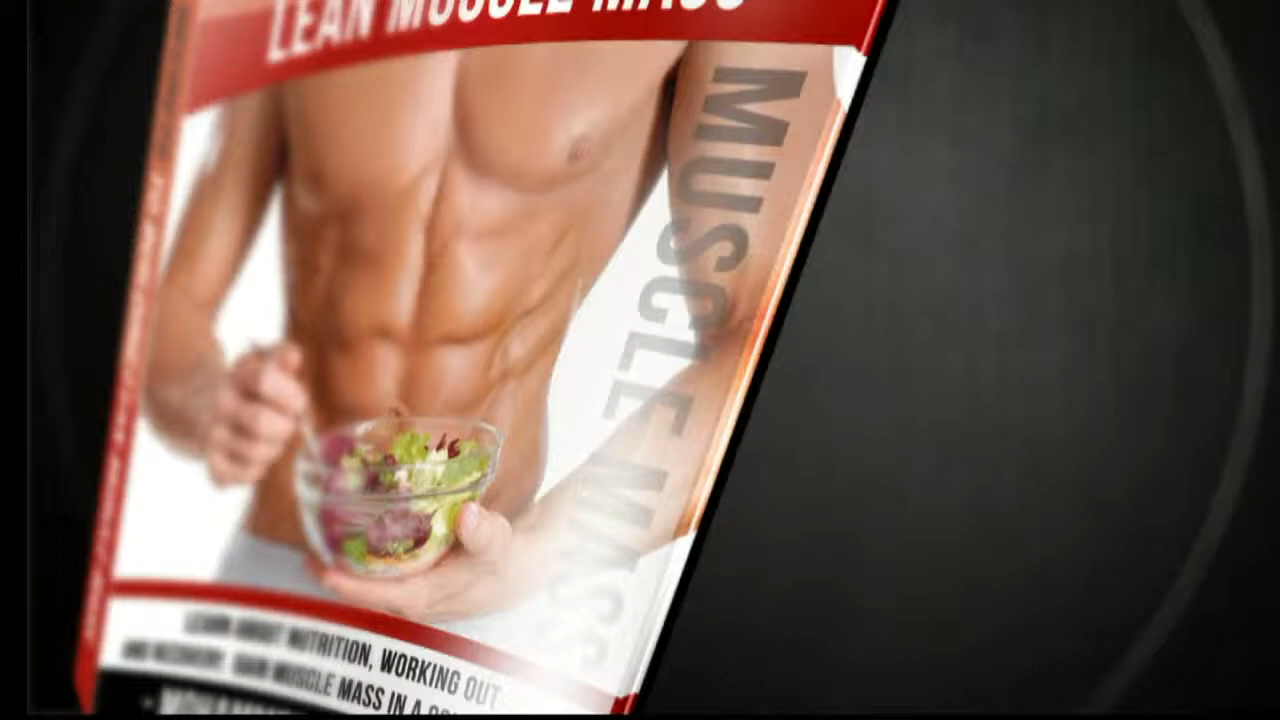 LEAN MUSCLE MASS
MUSCLE MASS
LEARN ABOUT NUTRITION, WORKING OUT
AND RECOVERY. GAIN MUSCLE MASS IN A